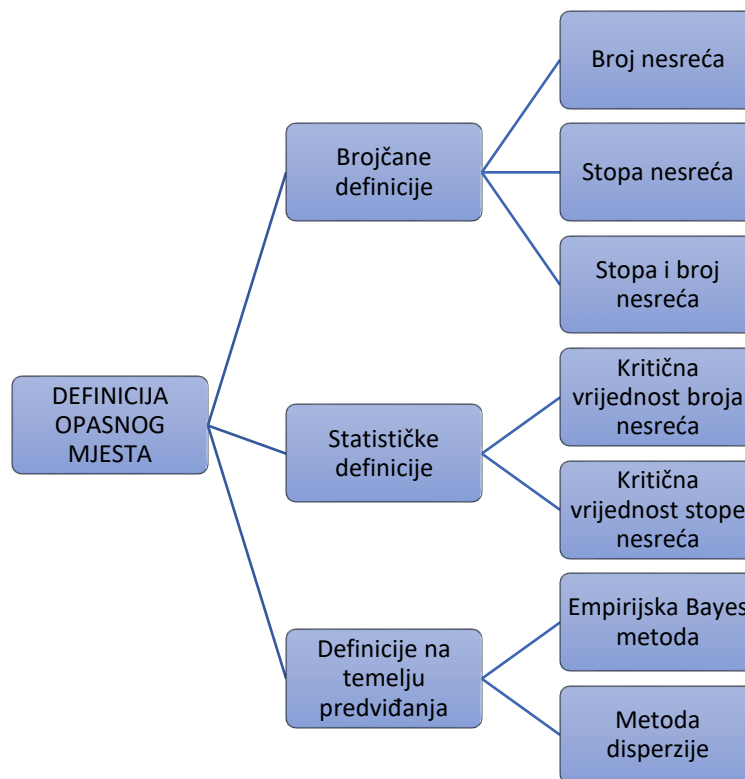 DEFINICIJA
OPASNOG
MJESTA
Brojčane
definicije
Broj nesreća
Stopa nesreća
Stopa i broj
nesreća
Statističke
definicije
Kritična
vrijednost broja
nesreća
Kritična
vrijednost stope
nesreća
Definicije na
temelju
predviđanja
Empirijska Bayes
metoda
Metoda
disperzije